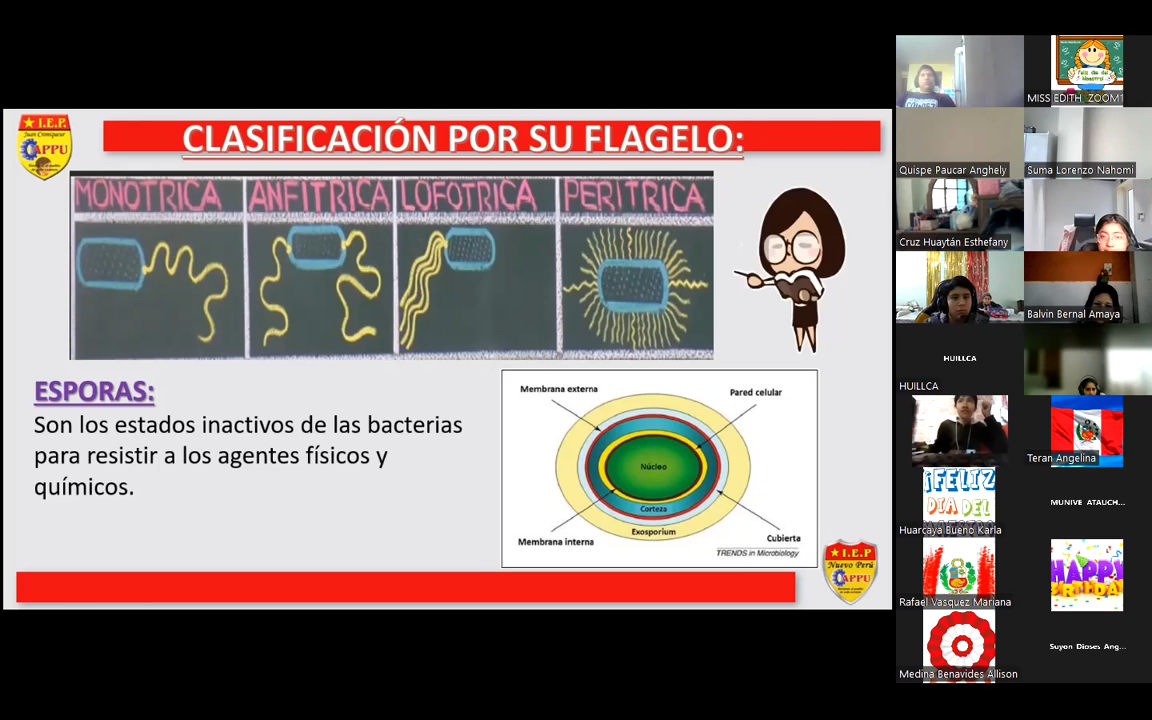 I.E.P.
APPU
CLASIFICACIÓN POR SU FLAGELO:
MONOTRICA
ANFITRICA
LOFOTRICA
PERITRICA
ESPORAS:
Son los estados inactivos de las bacterias
para resistir a los agentes físicos y
químicos.
Membrana externa
Pared celular
Núcleo
Corteza
Exosporium
Membrana interna
Cubierta
TRENDS in Microbiology
I.E.P
Nuevo Perú
APPU
MISS EDITH ZOOM1
Quispe Paucar Anghely
Suma Lorenzo Nahomi
Cruz Huaytán Esthefany
Balvin Bernal Amaya
HUILLCA
HUILLCA
Teran Angelina
¡FELIZ
DIA DEL
Huarcaya Bueno Karla
MUNIVE ATAUCH...
Rafael Vasquez Mariana
HAPPY
Medina Benavides Allison
Suyon Dioses Ang...